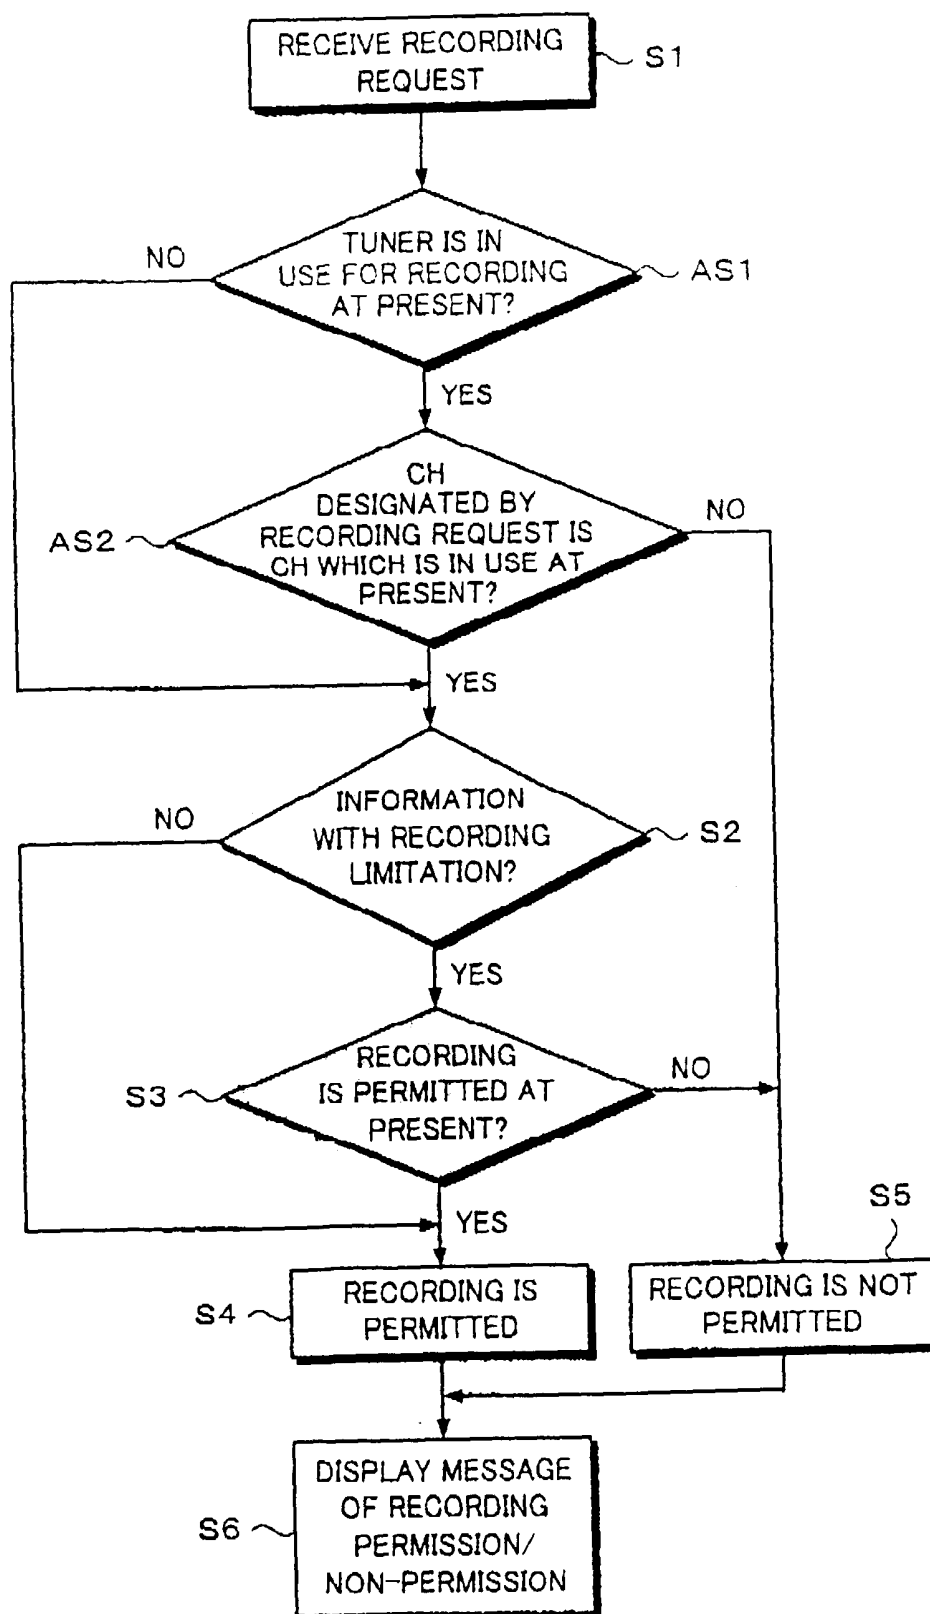 RECEIVE RECORDING
REQUEST
S1
TUNER IS IN
USE FOR RECORDING
AT PRESENT?
NO
AS1
YES
CH
DESIGNATED BY
RECORDING REQUEST IS
CH WHICH IS IN USE AT
PRESENT?
AS2
NO
YES
INFORMATION
WITH RECORDING
LIMITATION?
NO
S2
YES
RECORDING
IS PERMITTED AT
PRESENT?
S3
NO
YES
S5
RECORDING IS
PERMITTED
S4
RECORDING IS NOT
PERMITTED
DISPLAY MESSAGE
OF RECORDING
PERMISSION/
NON-PERMISSION
S6